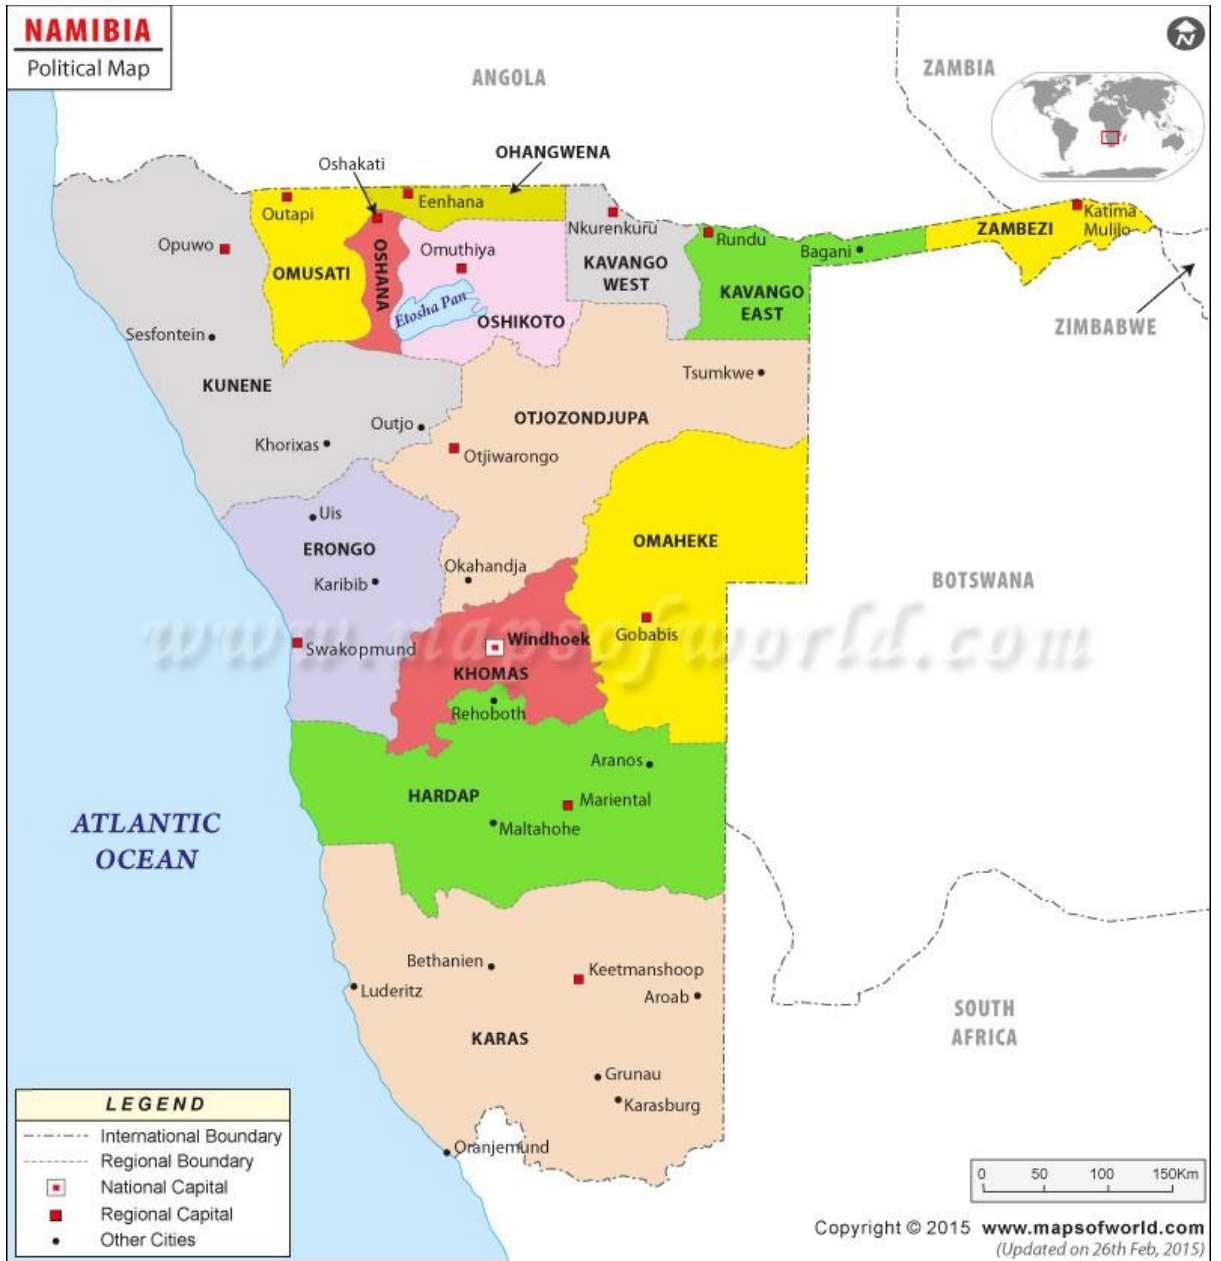 NAMIBIA
Political Map
ANGOLA
ZAMBIA
N
OHANGWENA
Oshakati
Outapi
Eenhana
Katima
Mulilo
Nkurenkuru
Rundu
ZAMBEZI
Opuwo
Omuthiya
Bagani
OSHANA
OMUSATI
KAVANGO
WEST
KAVANGO
EAST
Etosha Pan
OSHIKOTO
ZIMBABWE
Sesfontein
Tsumkwe
KUNENE
OTJOZONDJUPA
Outjo
Khorixas
Otjiwarongo
Uis
ERONGO
OMAHEKE
Okahandja
Karibib
BOTSWANA
www.mapsofworld.com
Windhoek
Gobabis
Swakopmund
KHOMAS
Rehoboth
Aranos
HARDAP
Mariental
Maltahohe
ATLANTIC
OCEAN
Bethanien
Keetmanshoop
Luderitz
Aroab
SOUTH
AFRICA
KARAS
Grunau
Karasburg
Oranjemund
LEGEND
International Boundary
Regional Boundary
National Capital
Regional Capital
Other Cities
0 50 100 150Km
Copyright © 2015 www.mapsofworld.com
(Updated on 26th Feb, 2015)